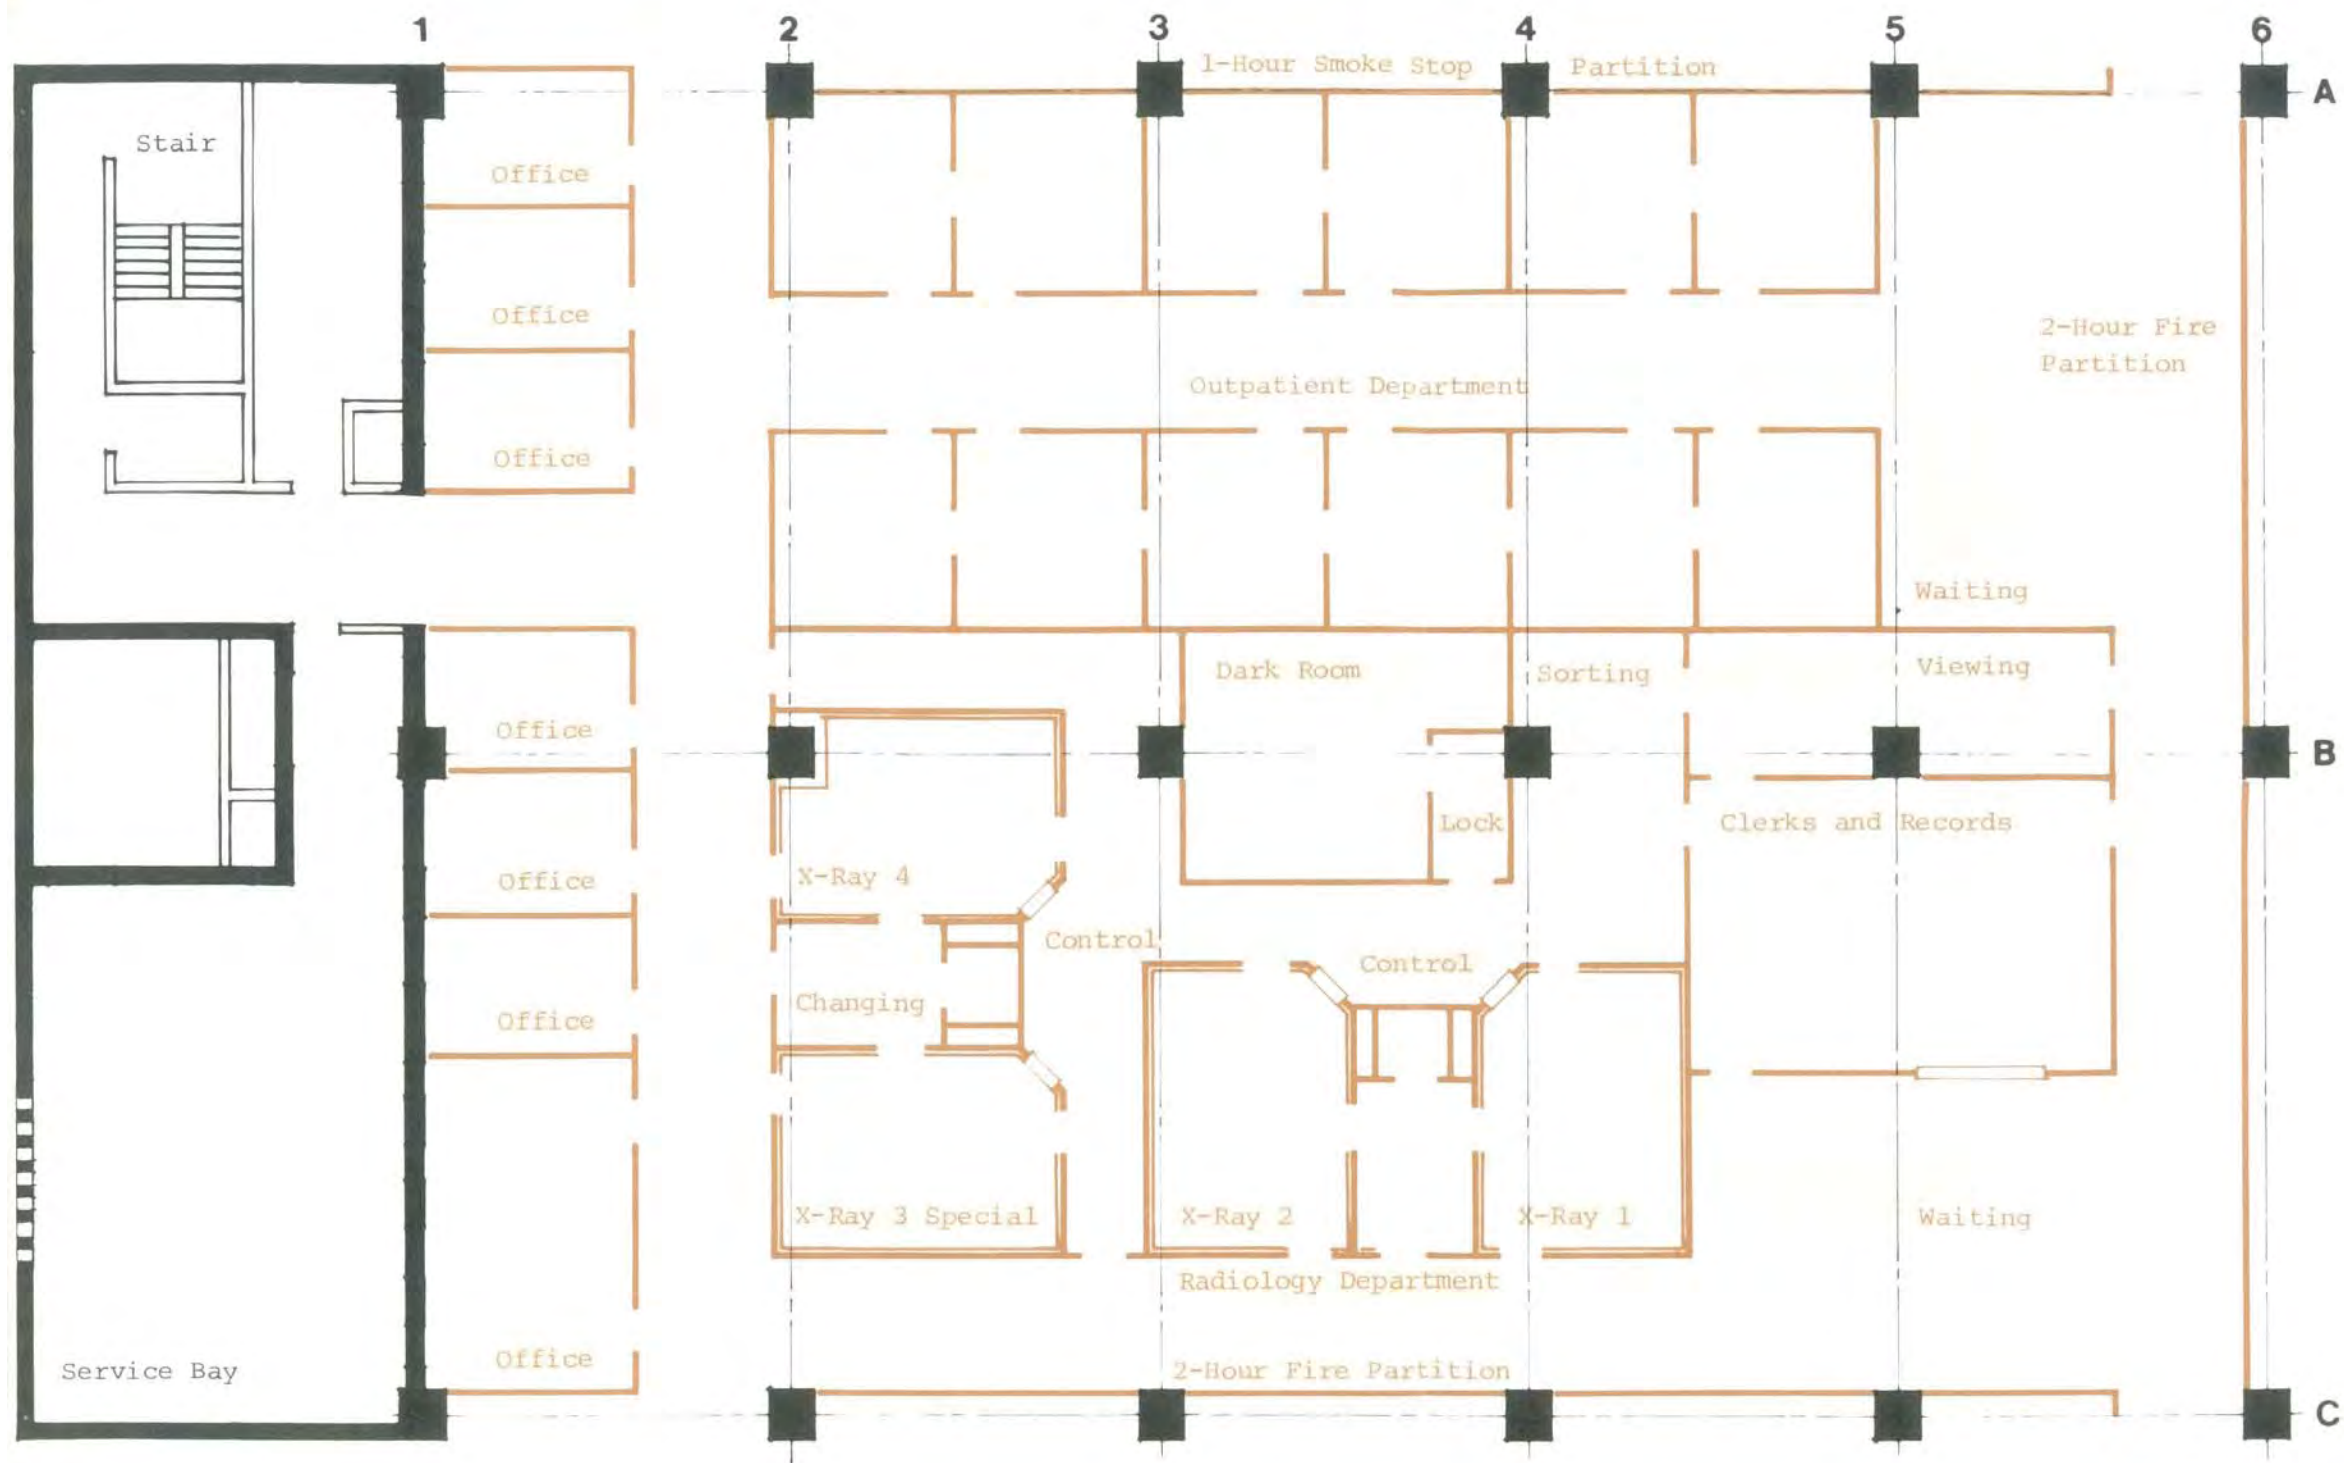 1 2 3 4 5 6
1-Hour Smoke Stop Partition
A
Stair
Office
Office
2-Hour Fire
Partition
Outpatient Department
Office
Waiting
Dark Room
Sorting
Viewing
Office
B
Lock
Clerks and Records
X-Ray 4
Office
Control
Control
Changing
Office
X-Ray 3 Special
X-Ray 2
X-Ray 1
Waiting
Radiology Department
Office
2-Hour Fire Partition
Service Bay
C